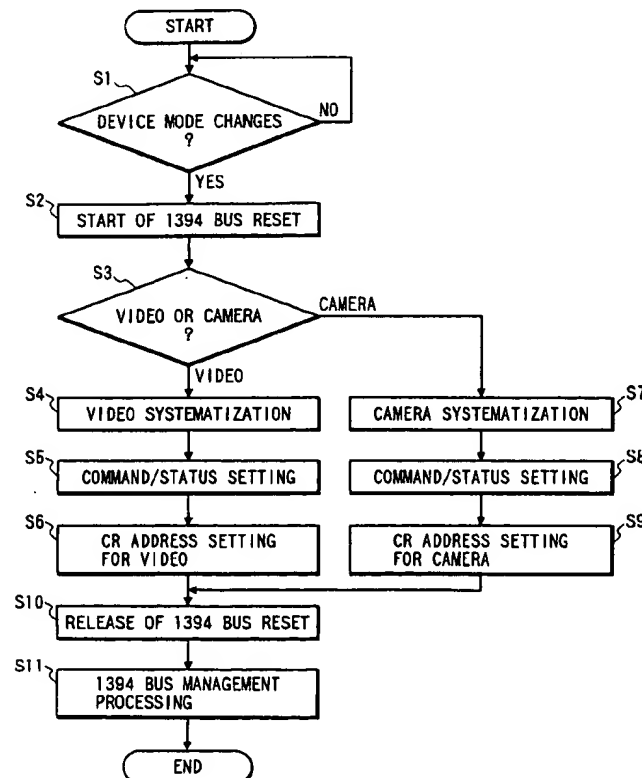 START
S1
DEVICE MODE CHANGES
?
NO
YES
S2
START OF 1394 BUS RESET
S3
VIDEO OR CAMERA
?
CAMERA
VIDEO
S4
VIDEO SYSTEMATIZATION
S7
CAMERA SYSTEMATIZATION
S5
COMMAND/STATUS SETTING
S8
COMMAND/STATUS SETTING
S6
CR ADDRESS SETTING
FOR VIDEO
S9
CR ADDRESS SETTING
FOR CAMERA
S10
RELEASE OF 1394 BUS RESET
S11
1394 BUS MANAGEMENT
PROCESSING
END